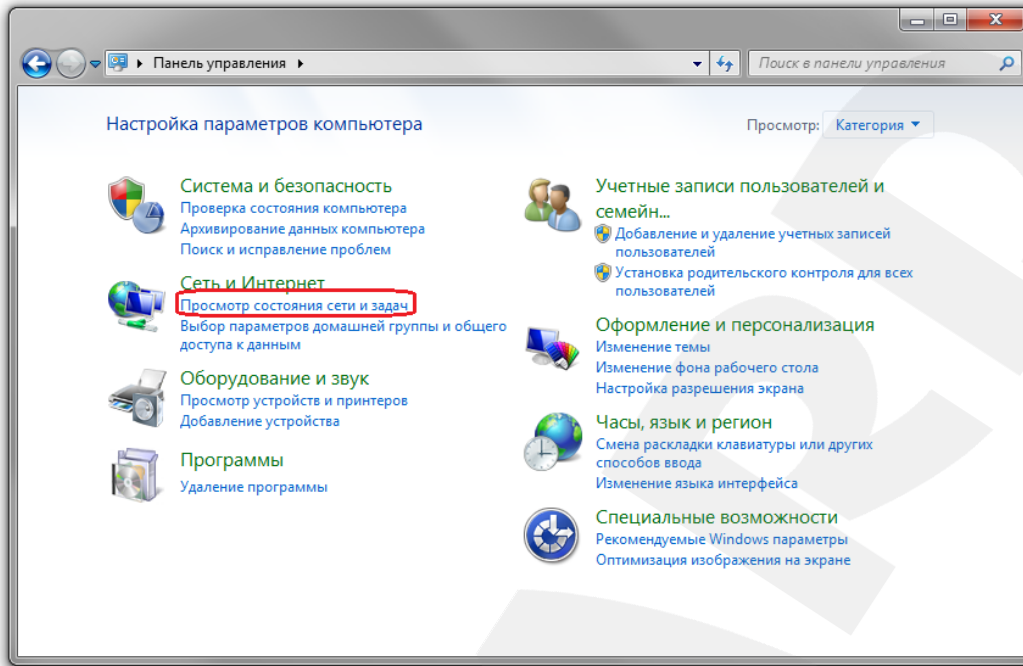 Панель управления
Поиск в панели управления
Настройка параметров компьютера
Просмотр: Категория
Система и безопасность
Проверка состояния компьютера
Архивирование данных компьютера
Поиск и исправление проблем
Сеть и Интернет
Просмотр состояния сети и задач
Выбор параметров домашней группы и общего
доступа к данным
Оборудование и звук
Просмотр устройств и принтеров
Добавление устройства
Программы
Удаление программы
Учетные записи пользователей и
семейн...
Добавление и удаление учетных записей
пользователей
Установка родительского контроля для всех
пользователей
Оформление и персонализация
Изменение темы
Изменение фона рабочего стола
Настройка разрешения экрана
Часы, язык и регион
Смена раскладки клавиатуры или других
способов ввода
Изменение языка интерфейса
Специальные возможности
Рекомендуемые Windows параметры
Оптимизация изображения на экране